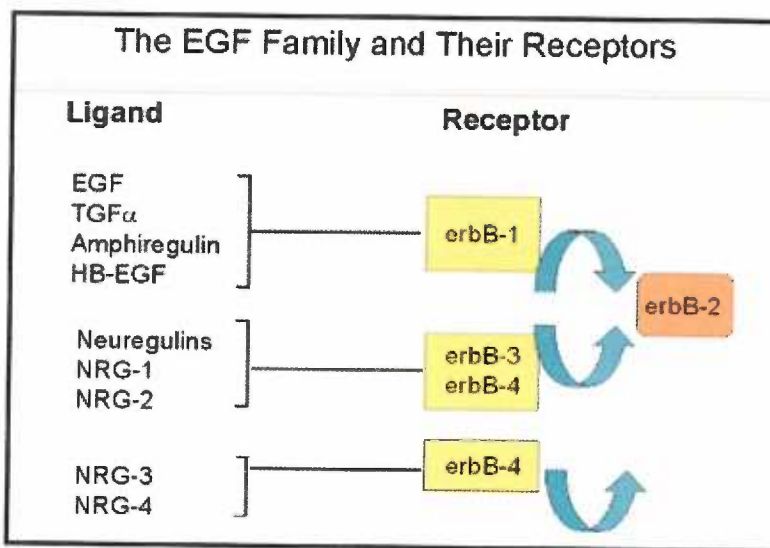 The EGF Family and Their Receptors
Ligand
Receptor
EGF
TGFα
Amphiregulin
HB-EGF
erbB-1
erbB-2
Neuregulins
NRG-1
NRG-2
erbB-3
erbB-4
NRG-3
NRG-4
erbB-4